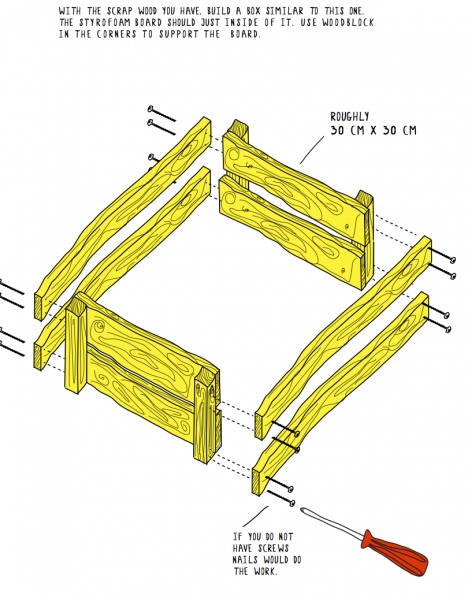 WITH THE SCRAP WOOD YOU HAVE, BUILD A BOX SIMILAR TO THIS ONE.
THE STYROFOAM BOARD SHOULD JUST INSIDE OF IT. USE WOODBLOCK
IN THE CORNERS TO SUPPORT THE BOARD.
ROUGHLY
30 CM X 30 CM
IF YOU DO NOT
HAVE SCREWS
NAILS WOULD DO
THE WORK.